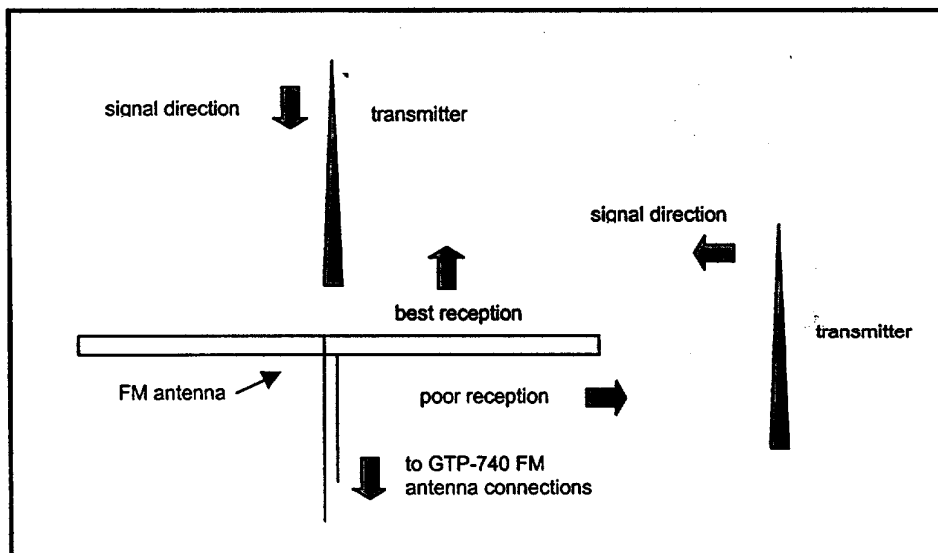 signal direction
transmitter
signal direction
best reception
transmitter
FM antenna
poor reception
to GTP-740 FM
antenna connections